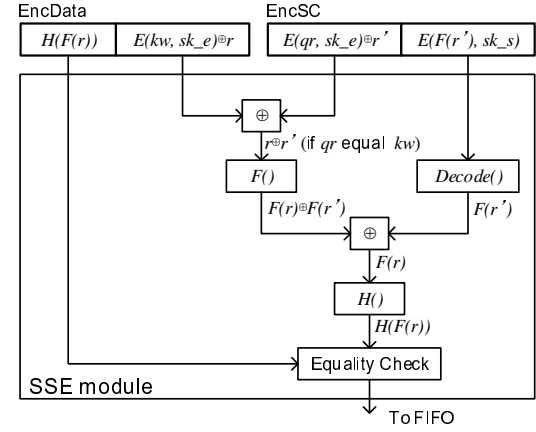 EncData EncSC
H(F(r)) E(kw, sk_e)⊕r E(qr, sk_e)⊕r’ E(F(r’), sk_s)
⊕
r⊕r’ (if qr equal kw)
F() Decode()
F(r)⊕F(r’) F(r’)
⊕
F(r)
H()
H(F(r))
Equality Check
SSE module
To FIFO